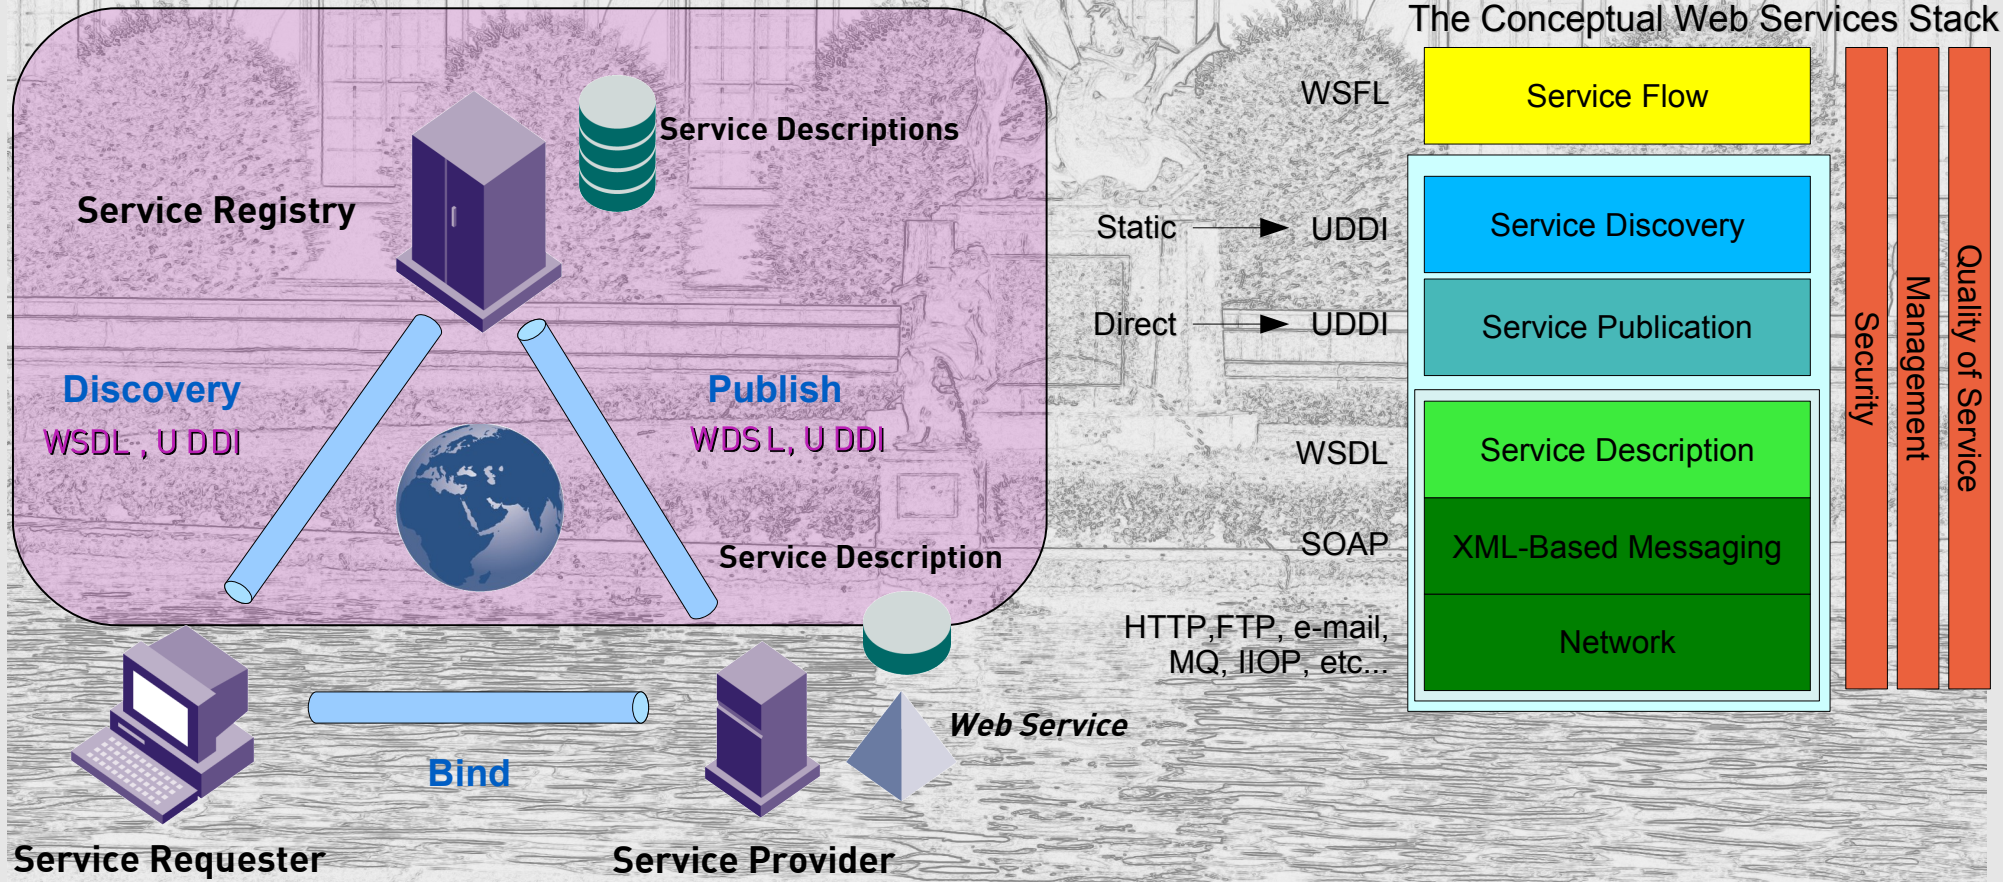 Service Descriptions
Service Registry
Discovery
WSDL , U DDI
Publish
WDS L, U DDI
Service Description
Web Service
Bind
Service Requester
Service Provider
The Conceptual Web Services Stack
WSFL
Service Flow
Static
UDDI
Service Discovery
Direct
UDDI
Service Publication
WSDL
Service Description
SOAP
XML-Based Messaging
HTTP,FTP, e-mail,
MQ, IIOP, etc...
Network
Security
Management
Quality of Service